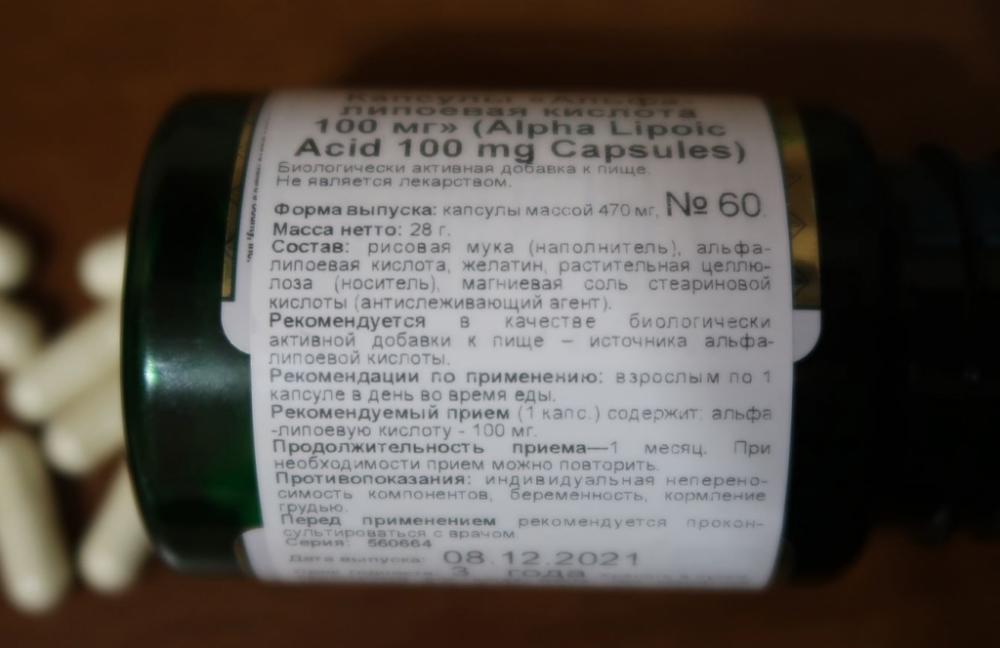 Капсулы «Альфа-
липоевая кислота
100 мг» (Alpha Lipoic
Acid 100 mg Capsules)
Биологически активная добавка к пище.
Не является лекарством.
Форма выпуска: капсулы массой 470 мг, № 60.
Масса нетто: 28 г.
Состав: рисовая мука (наполнитель), альфа-
липоевая кислота, желатин, растительная целлю-
лоза (носитель), магниевая соль стеариновой
кислоты (антислеживающий агент).
Рекомендуется в качестве биологически
активной добавки к пище – источника альфа-
липоевой кислоты.
Рекомендации по применению: взрослым по 1
капсуле в день во время еды.
Рекомендуемый прием (1 капс.) содержит: альфа
-липоевую кислоту - 100 мг.
Продолжительность приема—1 месяц. При
необходимости прием можно повторить.
Противопоказания: индивидуальная неперено-
симость компонентов, беременность, кормление
грудью.
Перед применением рекомендуется прокон-
сультироваться с врачом.
Серия: 560664
Дата выпуска: 08.12.2021
3 года